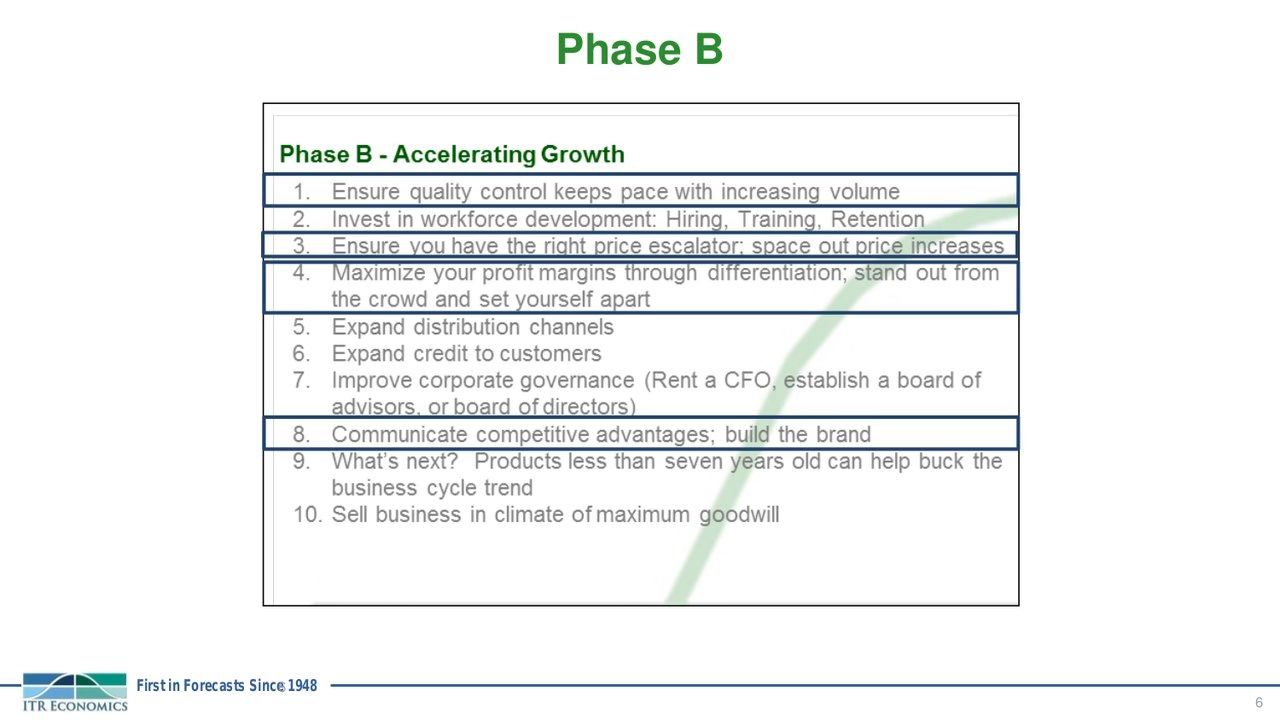 Phase B
Phase B - Accelerating Growth
1. Ensure quality control keeps pace with increasing volume
2. Invest in workforce development: Hiring, Training, Retention
3. Ensure you have the right price escalator; space out price increases
4. Maximize your profit margins through differentiation; stand out from
the crowd and set yourself apart
5. Expand distribution channels
6. Expand credit to customers
7. Improve corporate governance (Rent a CFO, establish a board of
advisors, or board of directors)
8. Communicate competitive advantages; build the brand
9. What's next? Products less than seven years old can help buck the
business cycle trend
10. Sell business in climate of maximum goodwill
First in Forecasts Since 1948
ITR ECONOMICS
6